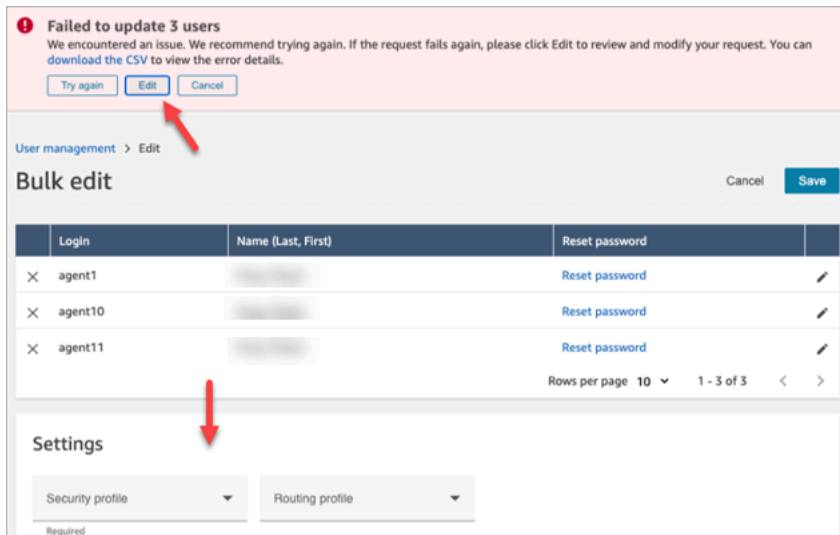 Failed to update 3 users
We encountered an issue. We recommend trying again. If the request fails again, please click Edit to review and modify your request. You can
download the CSV to view the error details.
Try again Edit Cancel
User management > Edit
Bulk edit Cancel Save
Login Name (Last, First) Reset password
agent1 Reset password
agent10 Reset password
agent11 Reset password
Rows per page 10 1 - 3 of 3 < >
Settings
Security profile Routing profile
Required